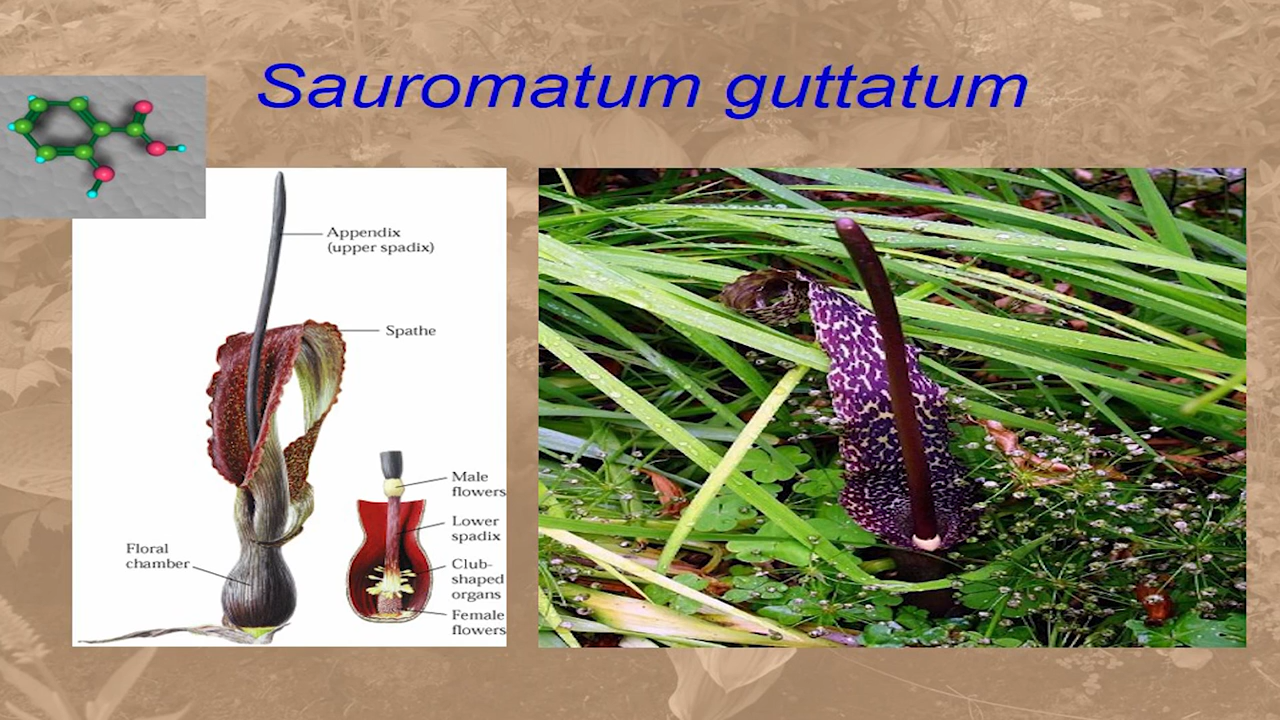 Sauromatum guttatum
Appendix
(upper spadix)
Spathe
Male
flowers
Lower
spadix
Club-
shaped
organs
Female
flowers
Floral
chamber